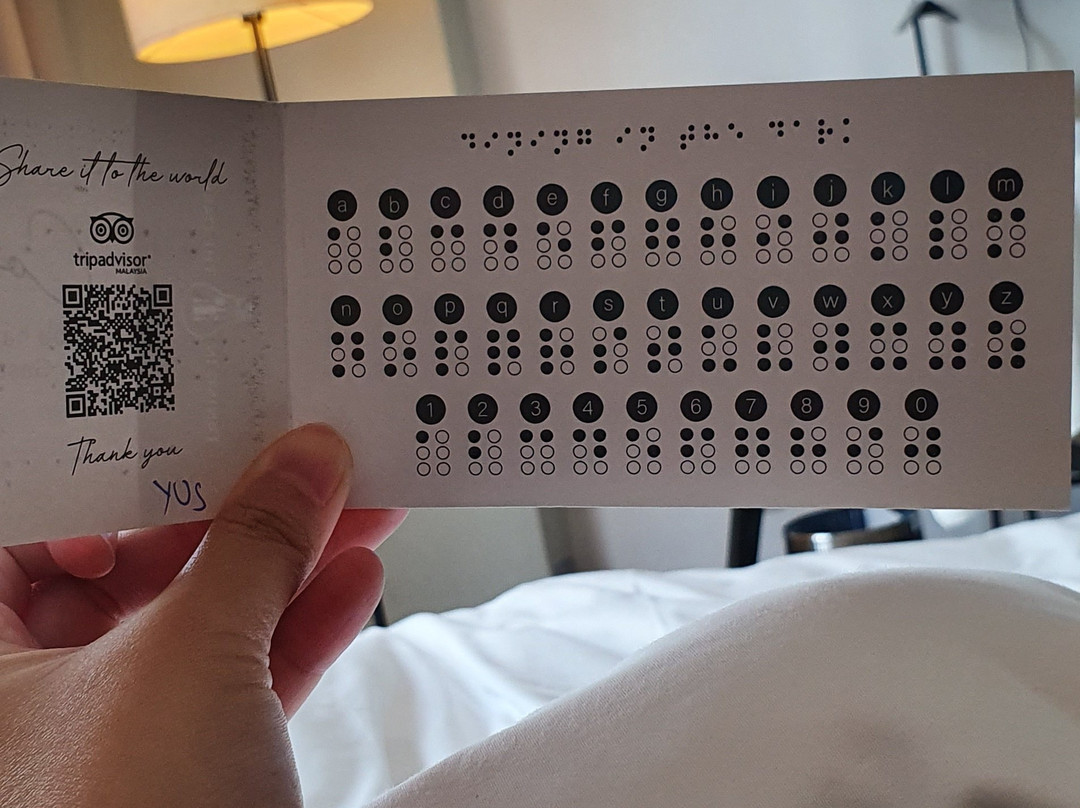 Share it to the world
tripadvisor®
MALAYSIA
Thank you
YUS
⠙⠊⠝⠊⠝⠛ ⠊⠝ ⠞⠓⠑ ⠙⠁⠗⠅
a b c d e f g h i j k l m
⠁ ⠃ ⠉ ⠙ ⠑ ⠋ ⠛ ⠓ ⠊ ⠚ ⠅ ⠇ ⠍
n o p q r s t u v w x y z
⠝ ⠕ ⠏ ⠟ ⠗ ⠎ ⠞ ⠥ ⠧ ⠺ ⠭ ⠽ ⠵
1 2 3 4 5 6 7 8 9 0
⠁ ⠃ ⠉ ⠙ ⠑ ⠋ ⠛ ⠓ ⠊ ⠚